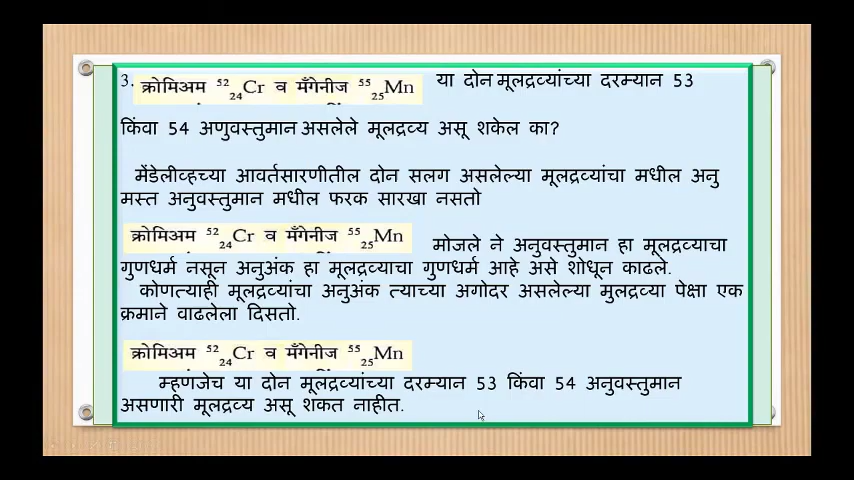 3. क्रोमिअम ⁵²₂₄Cr व मँगेनीज ⁵⁵₂₅Mn या दोन मूलद्रव्यांच्या दरम्यान 53
किंवा 54 अणुवस्तुमान असलेले मूलद्रव्य असू शकेल का?
मेंडेलीव्हच्या आवर्तसारणीतील दोन सलग असलेल्या मूलद्रव्यांचा मधील अनु
मस्त अनुवस्तुमान मधील फरक सारखा नसतो
क्रोमिअम ⁵²₂₄Cr व मँगेनीज ⁵⁵₂₅Mn मोजले ने अनुवस्तुमान हा मूलद्रव्याचा
गुणधर्म नसून अनुअंक हा मूलद्रव्याचा गुणधर्म आहे असे शोधून काढले.
कोणत्याही मूलद्रव्यांचा अनुअंक त्याच्या अगोदर असलेल्या मुलद्रव्या पेक्षा एक
क्रमाने वाढलेला दिसतो.
क्रोमिअम ⁵²₂₄Cr व मँगेनीज ⁵⁵₂₅Mn
म्हणजेच या दोन मूलद्रव्यांच्या दरम्यान 53 किंवा 54 अनुवस्तुमान
असणारी मूलद्रव्य असू शकत नाहीत.